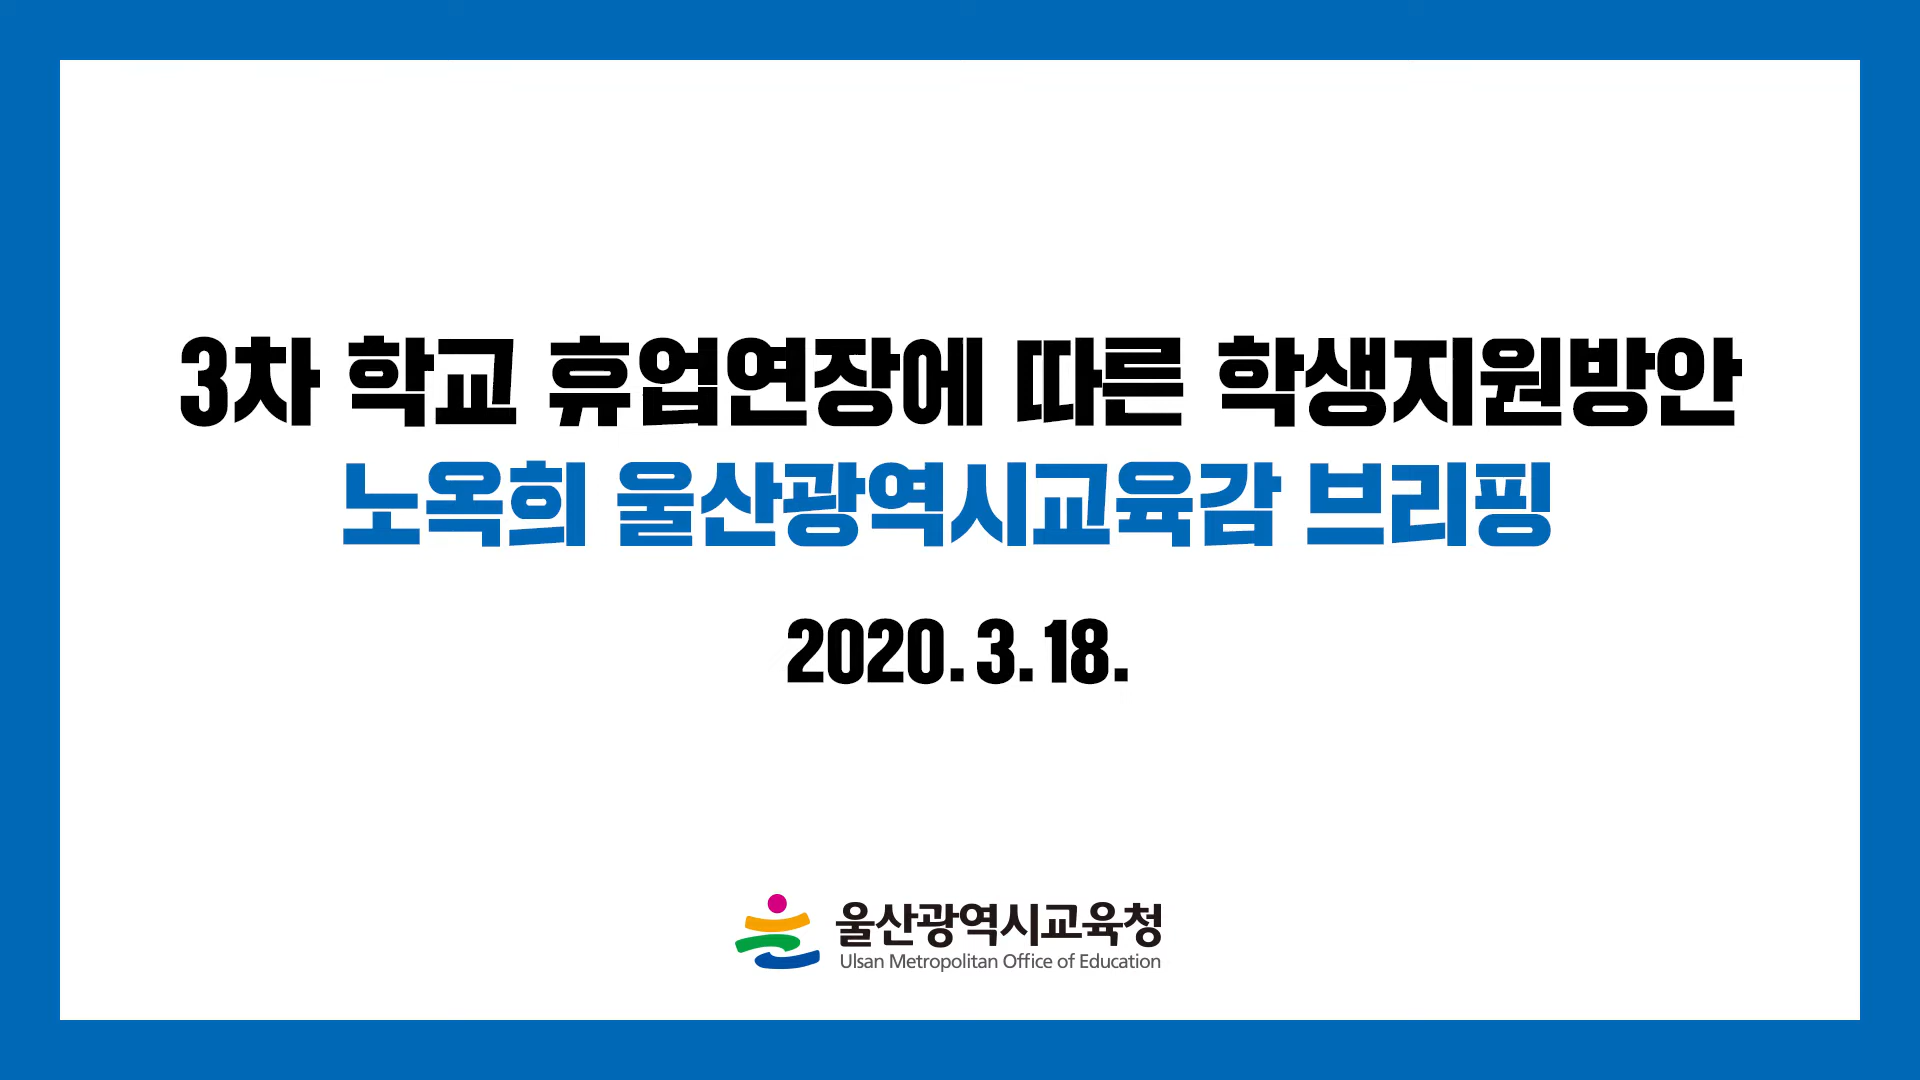 3차 학교 휴업연장에 따른 학생지원방안
노옥희 울산광역시교육감 브리핑
2020. 3. 18.
울산광역시교육청
Ulsan Metropolitan Office of Education